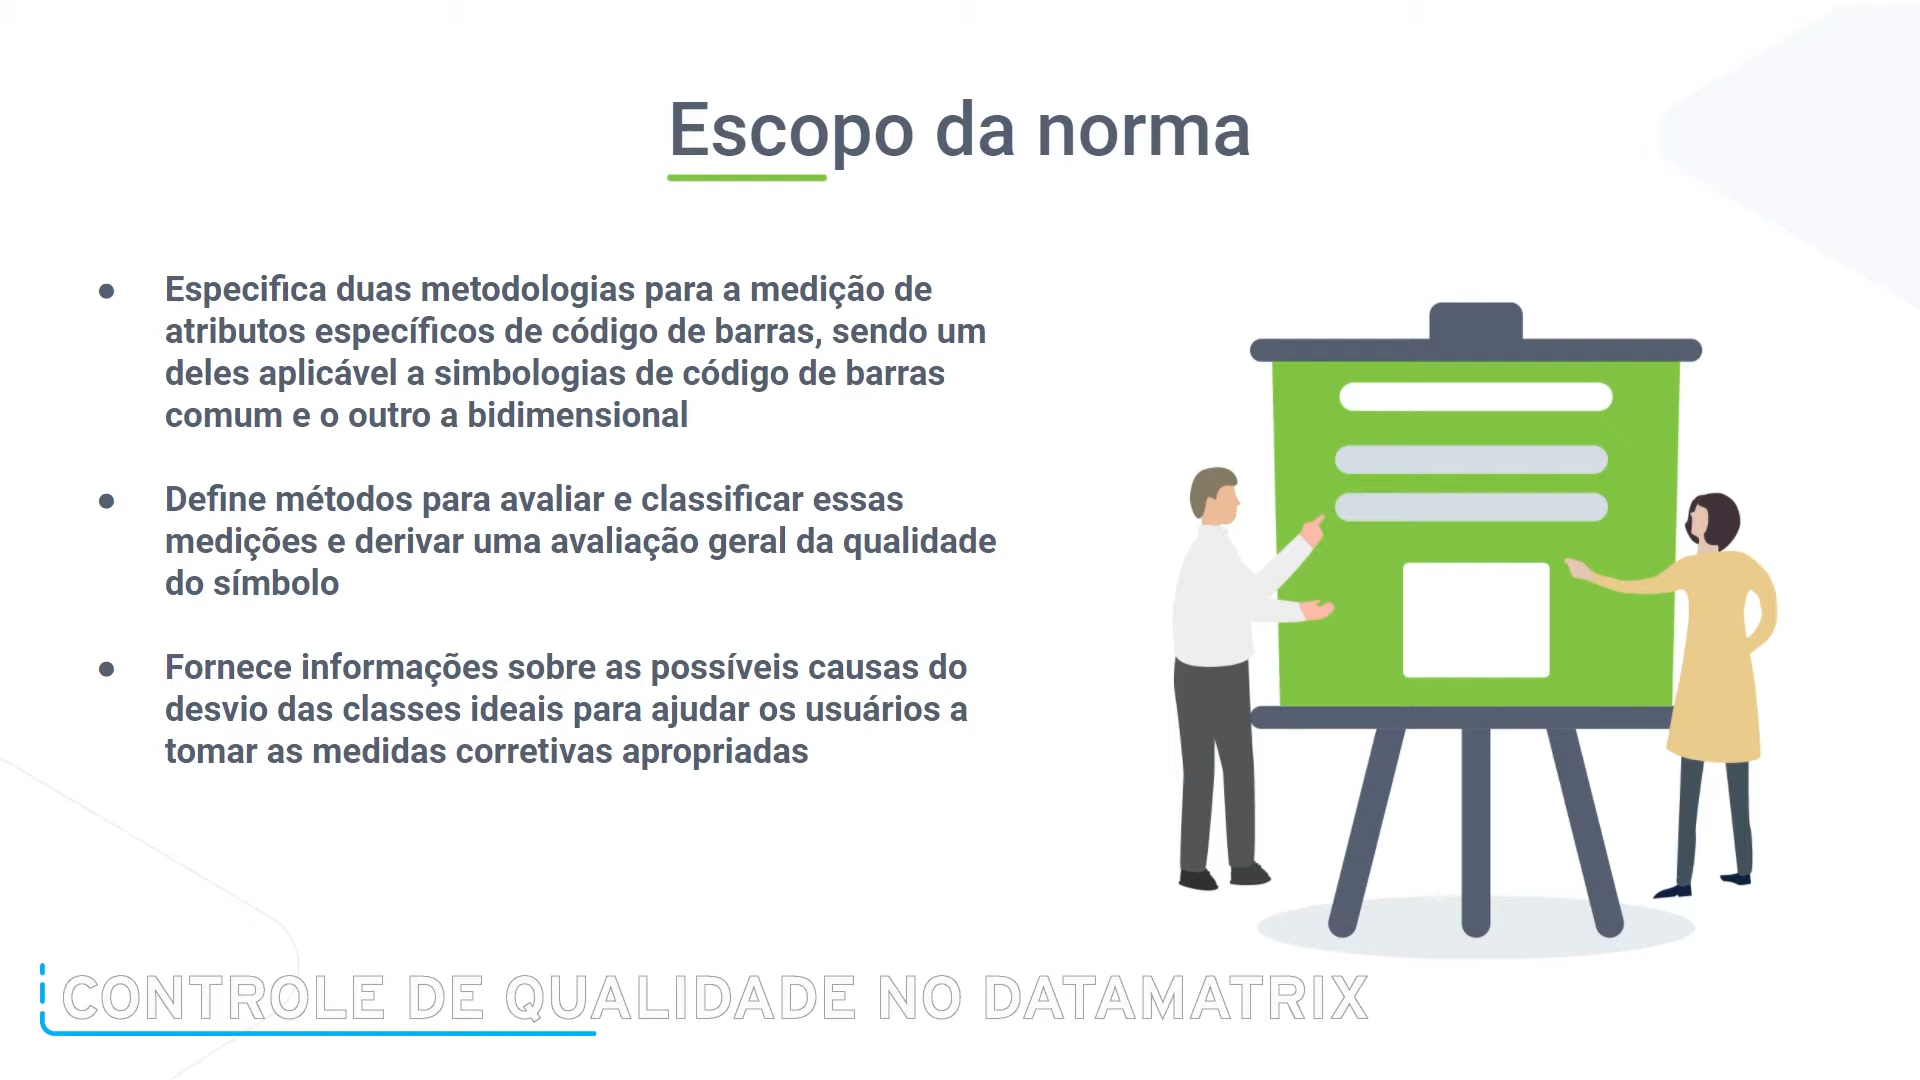 Escopo da norma
● Especifica duas metodologias para a medição de
atributos específicos de código de barras, sendo um
deles aplicável a simbologias de código de barras
comum e o outro a bidimensional
● Define métodos para avaliar e classificar essas
medições e derivar uma avaliação geral da qualidade
do símbolo
● Fornece informações sobre as possíveis causas do
desvio das classes ideais para ajudar os usuários a
tomar as medidas corretivas apropriadas
CONTROLE DE QUALIDADE NO DATAMATRIX